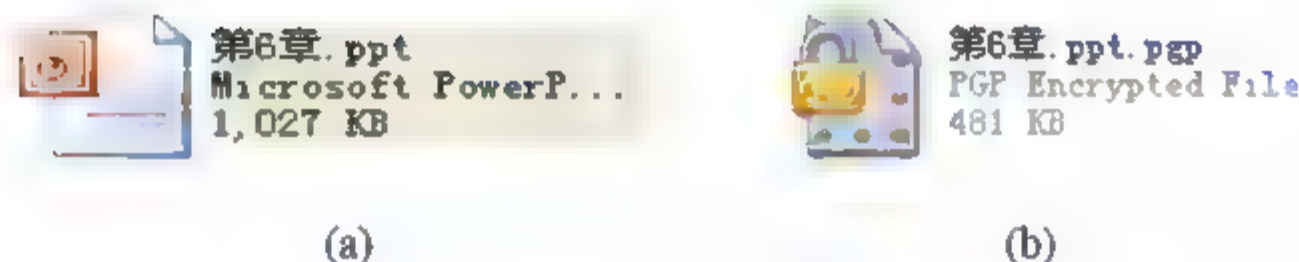 第6章.ppt
Microsoft PowerP...
1,027 KB
第6章.ppt.pgp
PGP Encrypted File
481 KB
(a)
(b)